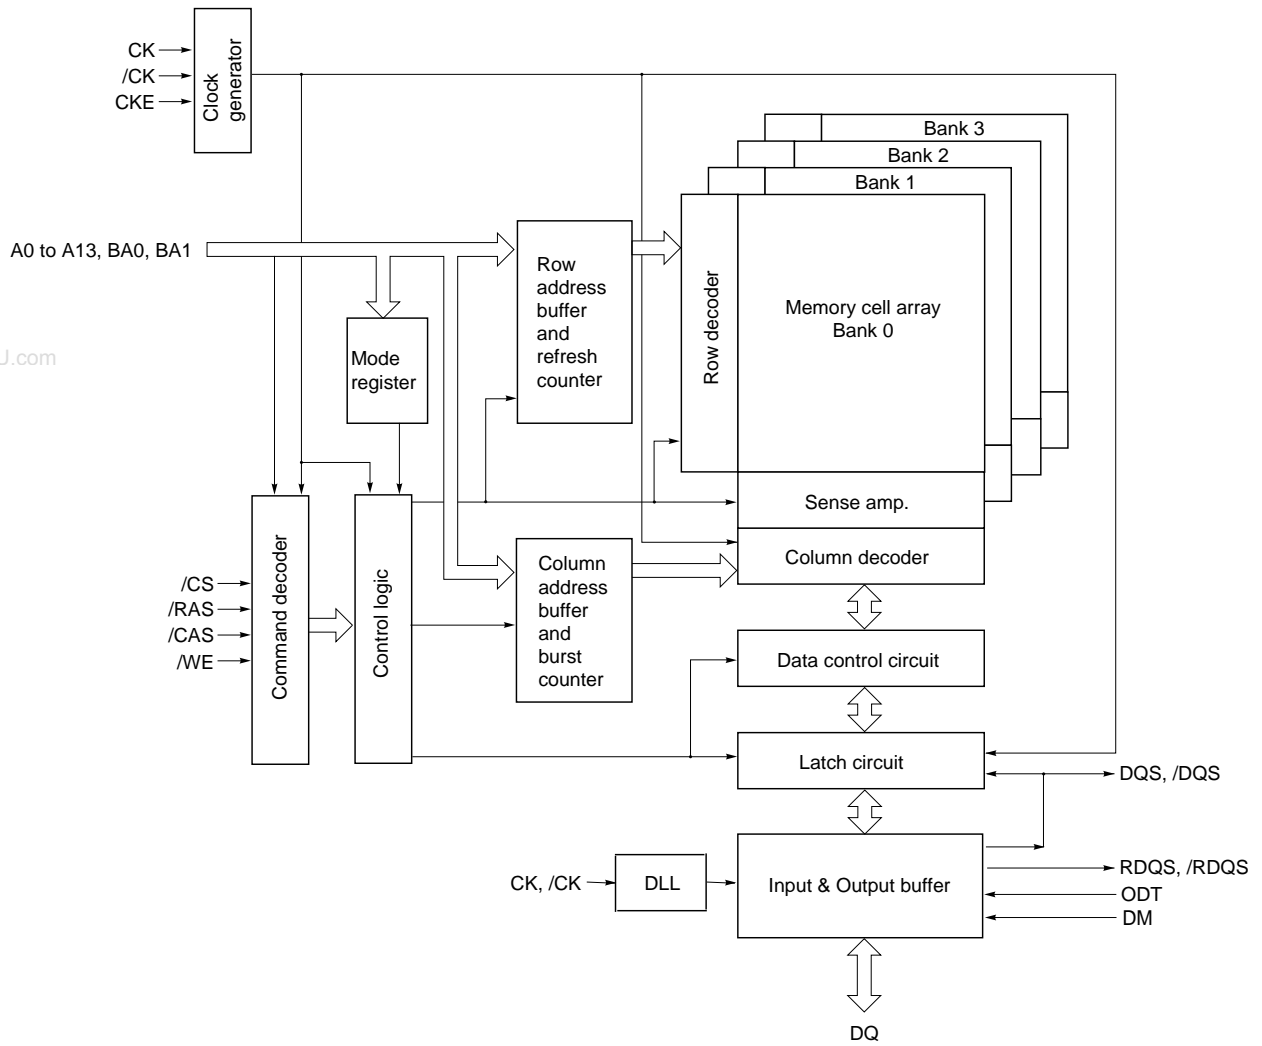 CK
/CK
CKE
Clock
generator
Bank 3
Bank 2
Bank 1
A0 to A13, BA0, BA1
Row
address
buffer
and
refresh
counter
Row decoder
Memory cell array
Bank 0
J.com
Mode
register
Sense amp.
Column decoder
Command decoder
Control logic
/CS
/RAS
/CAS
/WE
Column
address
buffer
and
burst
counter
Data control circuit
Latch circuit
DQS, /DQS
CK, /CK
DLL
Input & Output buffer
RDQS, /RDQS
ODT
DM
DQ